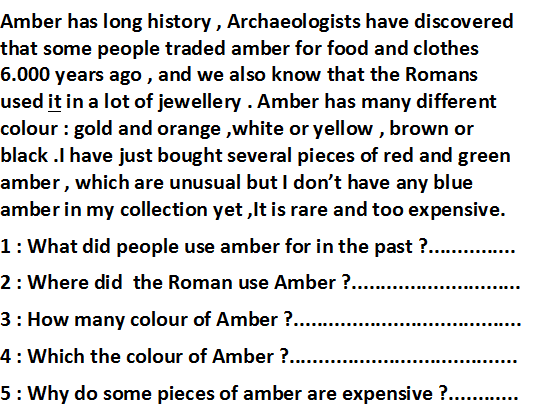 Amber has long history , Archaeologists have discovered
that some people traded amber for food and clothes
6.000 years ago , and we also know that the Romans
used it in a lot of jewellery . Amber has many different
colour : gold and orange ,white or yellow , brown or
black .I have just bought several pieces of red and green
amber , which are unusual but I don’t have any blue
amber in my collection yet ,It is rare and too expensive.
1 : What did people use amber for in the past ?...............
2 : Where did  the Roman use Amber ?.............................
3 : How many colour of Amber ?.......................................
4 : Which the colour of Amber ?.......................................
5 : Why do some pieces of amber are expensive ?............